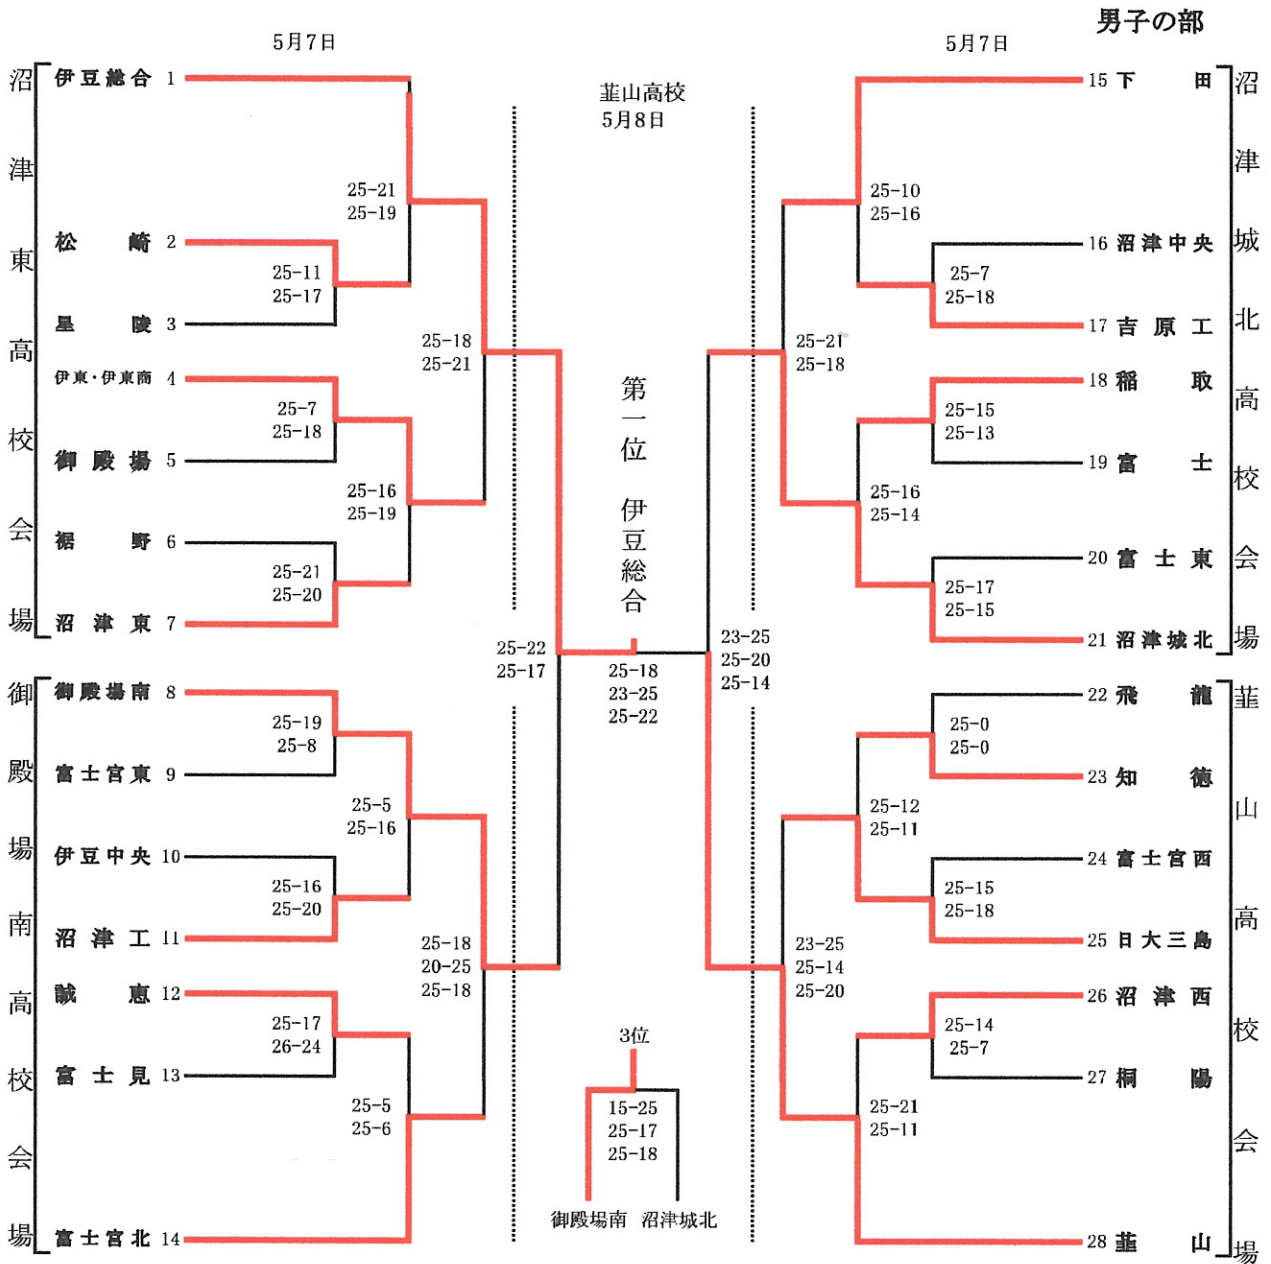 男子の部
5月7日
5月7日
韮山高校
5月8日
沼津東高校会場
伊豆総合 1
松崎 2
星陵 3
伊東・伊東商 4
御殿場 5
裾野 6
沼津東 7
25-21
25-19
25-11
25-17
25-18
25-21
25-7
25-18
25-16
25-19
25-21
25-20
御殿場南高校会場
御殿場南 8
富士宮東 9
伊豆中央 10
沼津工 11
誠恵 12
富士見 13
富士宮北 14
25-22
25-17
25-19
25-8
25-5
25-16
25-16
25-20
25-18
20-25
25-18
25-17
26-24
25-5
25-6
第一位 伊豆総合
25-18
23-25
25-22
3位
15-25
25-17
25-18
御殿場南 沼津城北
沼津城北高校会場
15 下田
16 沼津中央
17 吉原工
18 稲取
19 富士
20 富士東
21 沼津城北
25-10
25-16
25-7
25-18
25-21
25-18
25-15
25-13
25-16
25-14
25-17
25-15
23-25
25-20
25-14
韮山高校会場
22 飛龍
23 知徳
24 富士宮西
25 日大三島
26 沼津西
27 桐陽
28 韮山
25-0
25-0
25-12
25-11
25-15
25-18
23-25
25-14
25-20
25-14
25-7
25-21
25-11